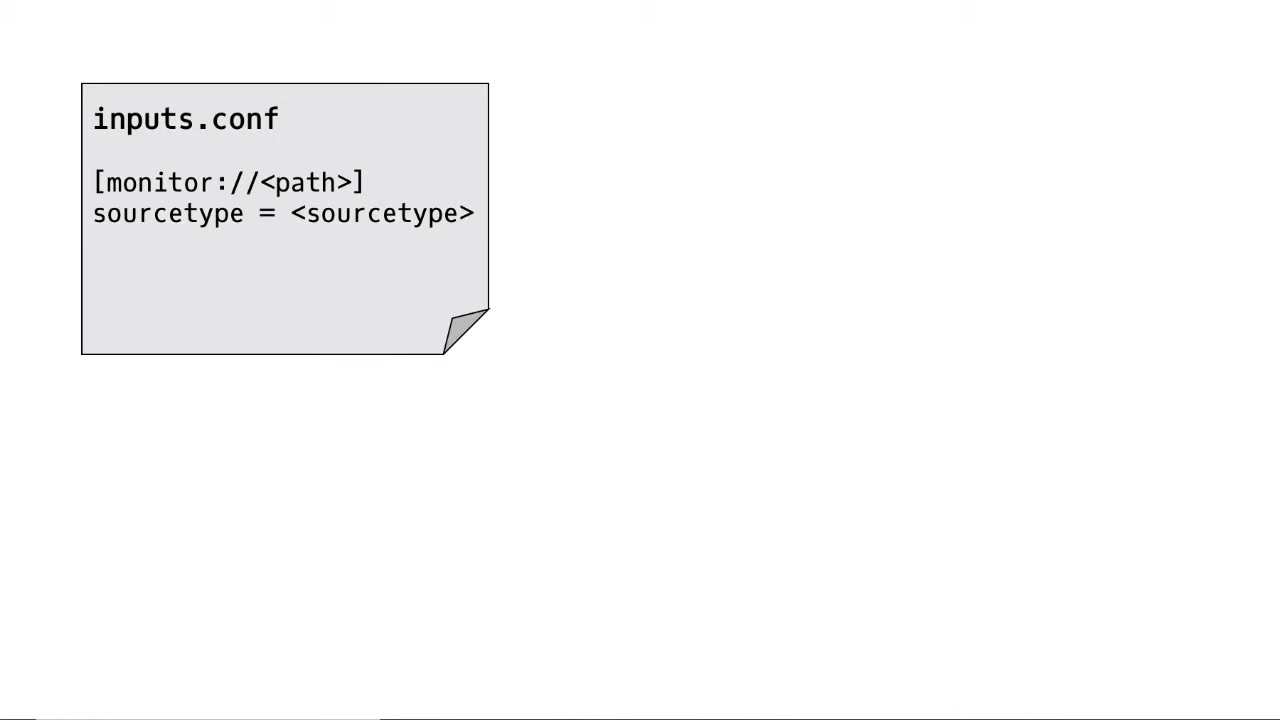 inputs.conf
[monitor://<path>]
sourcetype = <sourcetype>